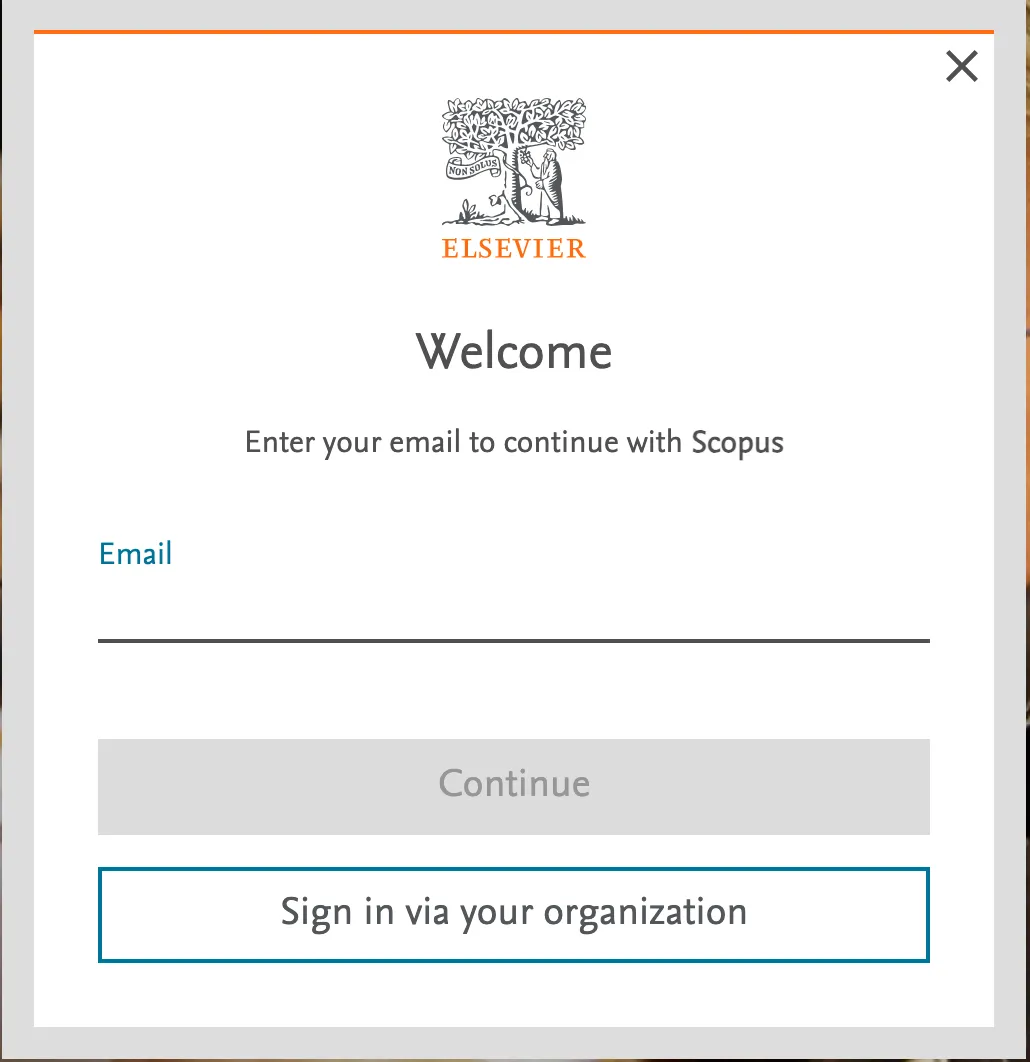 NON SOLUS
ELSEVIER
Welcome
Enter your email to continue with Scopus
Email
Continue
Sign in via your organization